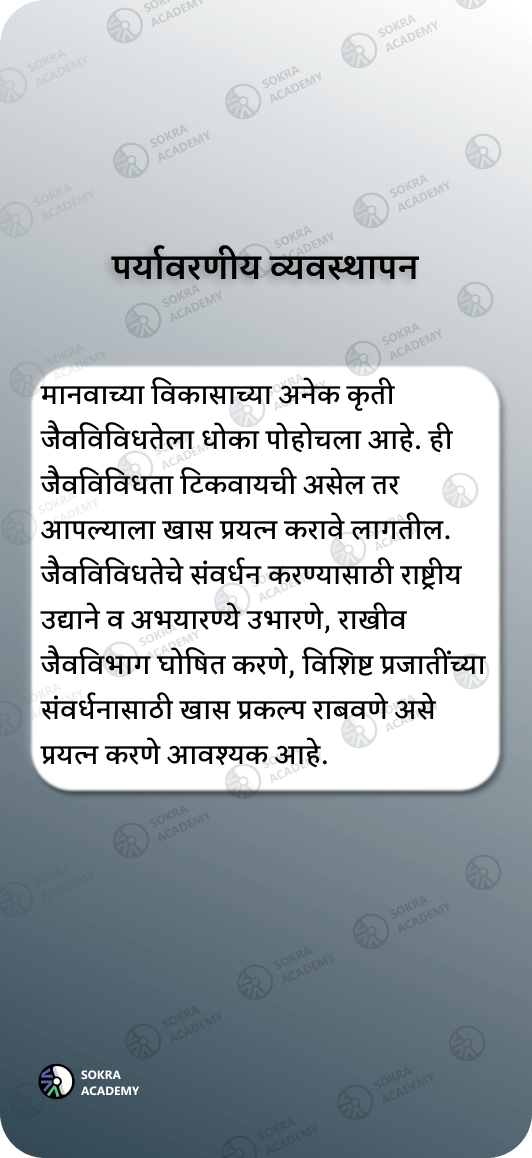 पर्यावरणीय व्यवस्थापन
मानवाच्या विकासाच्या अनेक कृती
जैवविविधतेला धोका पोहोचला आहे. ही
जैवविविधता टिकवायची असेल तर
आपल्याला खास प्रयत्न करावे लागतील.
जैवविविधतेचे संवर्धन करण्यासाठी राष्ट्रीय
उद्याने व अभयारण्ये उभारणे, राखीव
जैवविभाग घोषित करणे, विशिष्ट प्रजातींच्या
संवर्धनासाठी खास प्रकल्प राबवणे असे
प्रयत्न करणे आवश्यक आहे.
SOKRA
ACADEMY